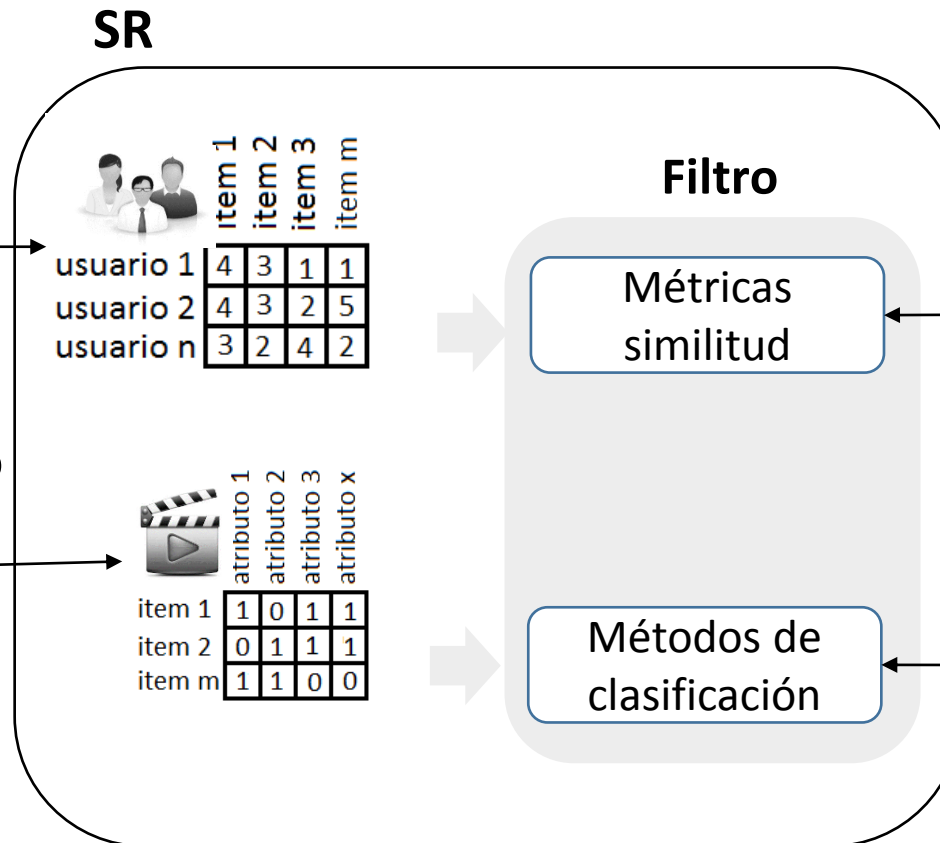 SR
item 1 item 2 item 3 item m
usuario 1 4 3 1 1
usuario 2 4 3 2 5
usuario n 3 2 4 2
Filtro
Métricas
similitud
atributo 1 atributo 2 atributo 3 atributo x
item 1 1 0 1 1
item 2 0 1 1 1
item m 1 1 0 0
Métodos de
clasificación